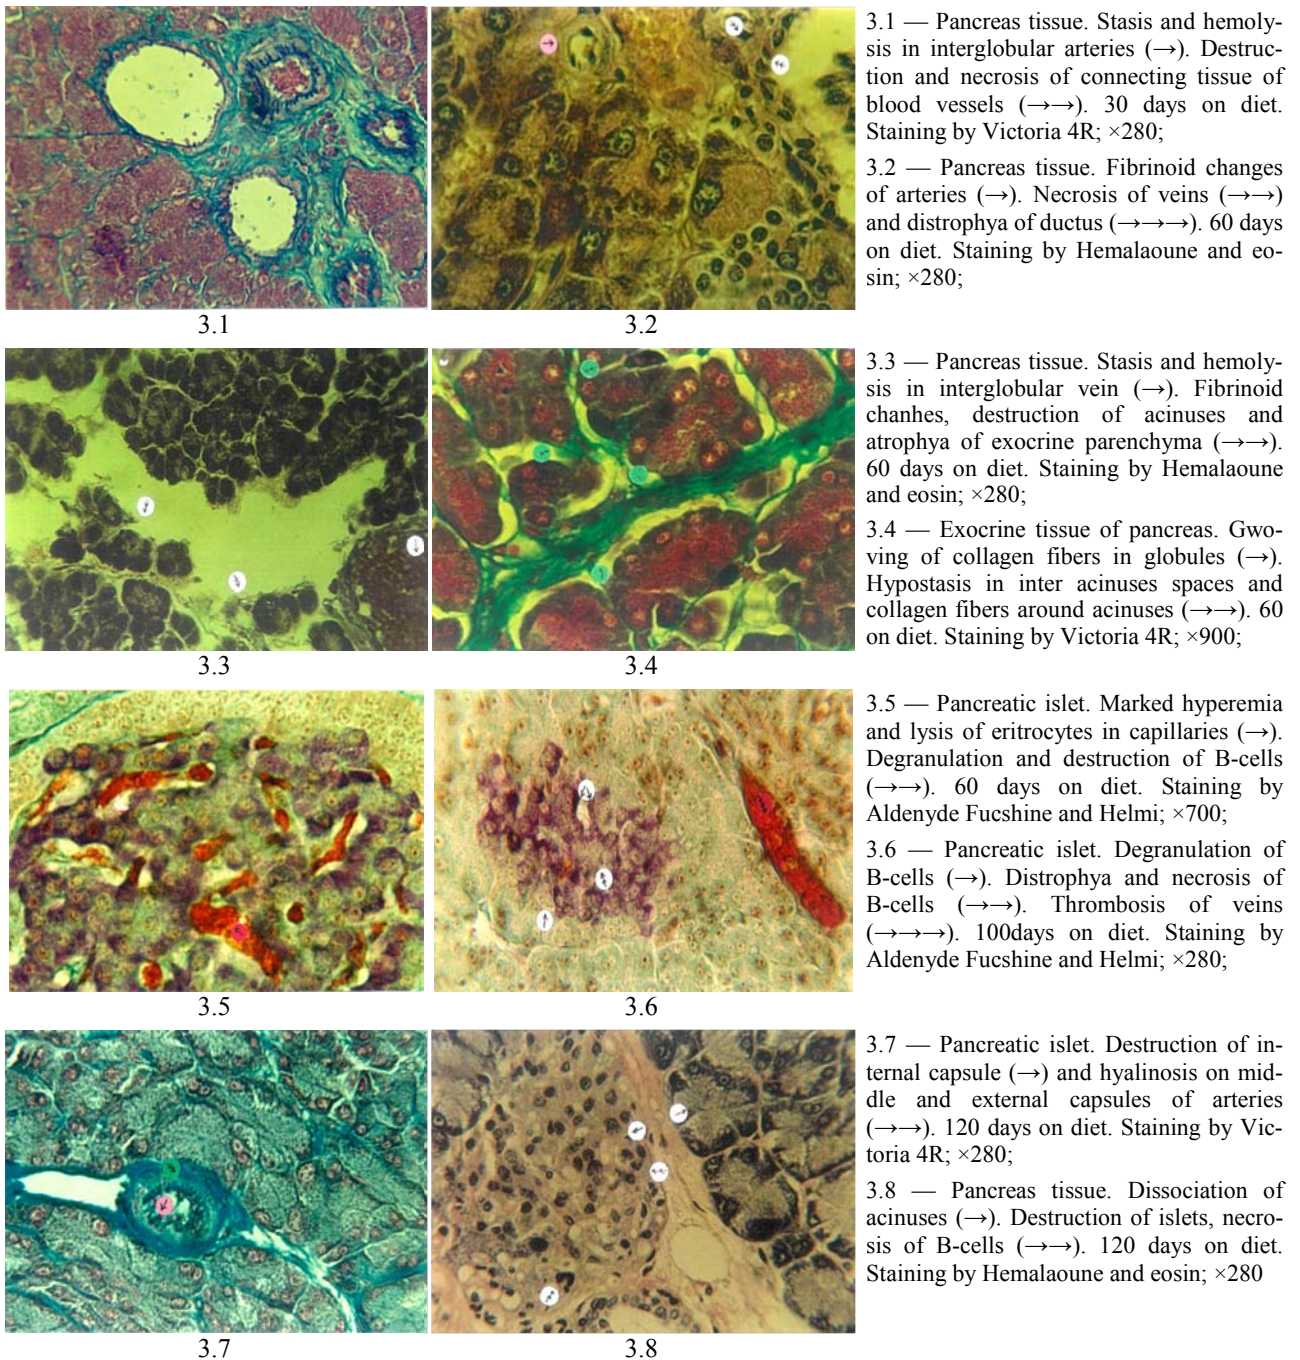 3.1 — Pancreas tissue. Stasis and hemoly-
sis in interglobular arteries (→). Destruc-
tion and necrosis of connecting tissue of
blood vessels (→→). 30 days on diet.
Staining by Victoria 4R; ×280;
3.2 — Pancreas tissue. Fibrinoid changes
of arteries (→). Necrosis of veins (→→)
and distrophya of ductus (→→→). 60 days
on diet. Staining by Hemalaoune and eo-
sin; ×280;
3.1
3.2
3.3 — Pancreas tissue. Stasis and hemoly-
sis in interglobular vein (→). Fibrinoid
chanhes, destruction of acinuses and
atrophya of exocrine parenchyma (→→).
60 days on diet. Staining by Hemalaoune
and eosin; ×280;
3.4 — Exocrine tissue of pancreas. Gwo-
ving of collagen fibers in globules (→).
Hypostasis in inter acinuses spaces and
collagen fibers around acinuses (→→). 60
on diet. Staining by Victoria 4R; ×900;
3.3
3.4
3.5 — Pancreatic islet. Marked hyperemia
and lysis of eritrocytes in capillaries (→).
Degranulation and destruction of B-cells
(→→). 60 days on diet. Staining by
Aldenyde Fucshine and Helmi; ×700;
3.6 — Pancreatic islet. Degranulation of
B-cells (→). Distrophya and necrosis of
B-cells (→→). Thrombosis of veins
(→→→). 100days on diet. Staining by
Aldenyde Fucshine and Helmi; ×280;
3.5
3.6
3.7 — Pancreatic islet. Destruction of in-
ternal capsule (→) and hyalinosis on mid-
dle and external capsules of arteries
(→→). 120 days on diet. Staining by Vic-
toria 4R; ×280;
3.8 — Pancreas tissue. Dissociation of
acinuses (→). Destruction of islets, necro-
sis of B-cells (→→). 120 days on diet.
Staining by Hemalaoune and eosin; ×280
3.7
3.8